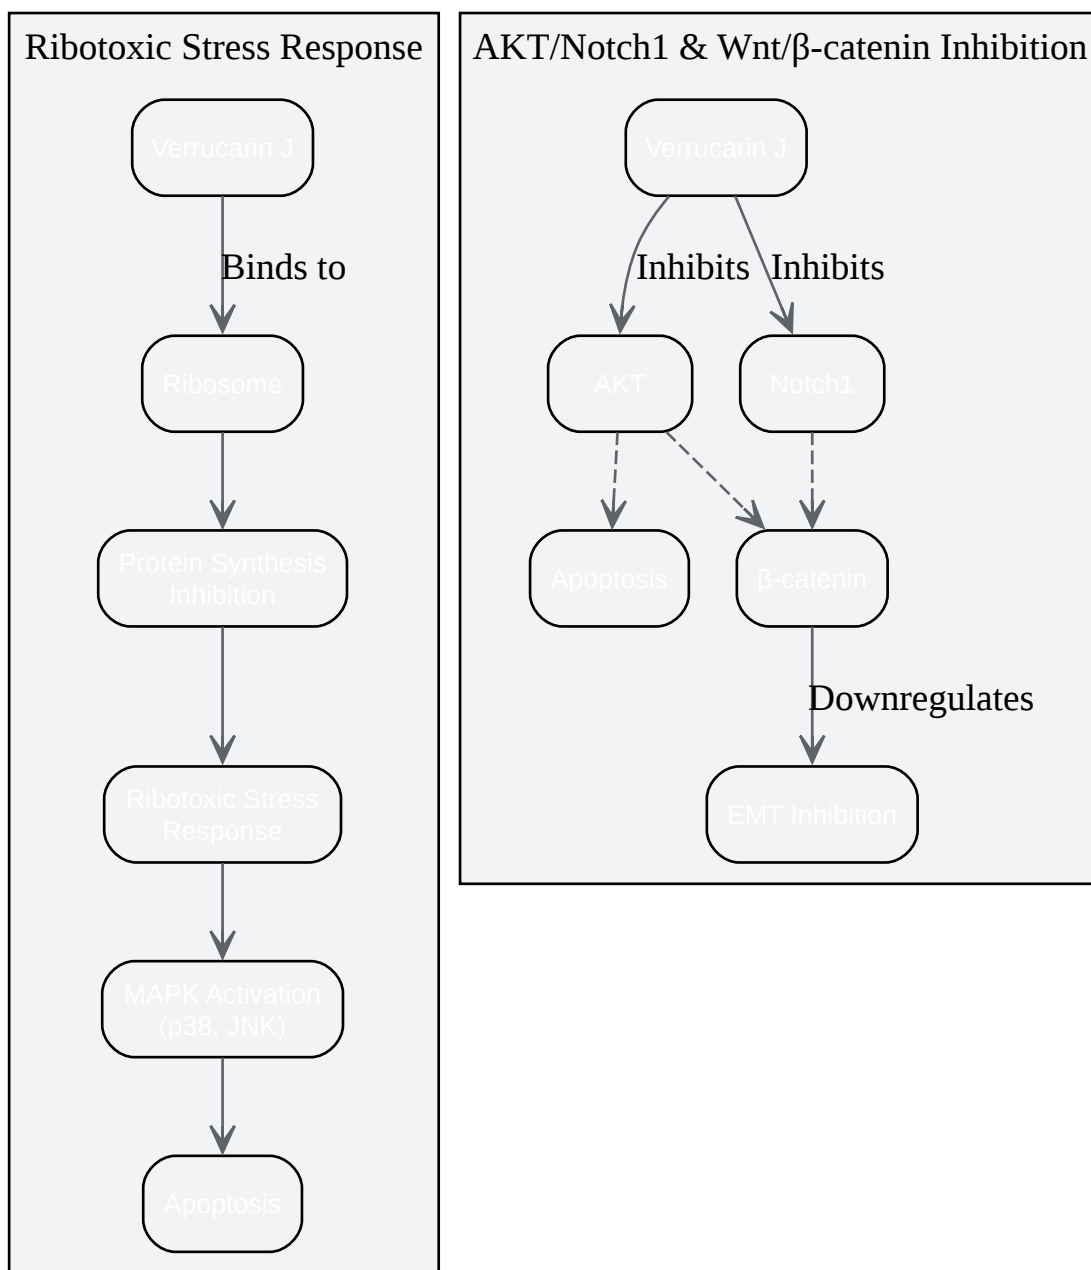 Ribotoxic Stress Response
Verrucarin J
Binds to
Ribosome
Protein Synthesis
Inhibition
Ribotoxic Stress
Response
MAPK Activation
(p38, JNK)
Apoptosis
AKT/Notch1 & Wnt/β-catenin Inhibition
Verrucarin J
Inhibits
Inhibits
AKT
Notch1
Apoptosis
β-catenin
Downregulates
EMT Inhibition